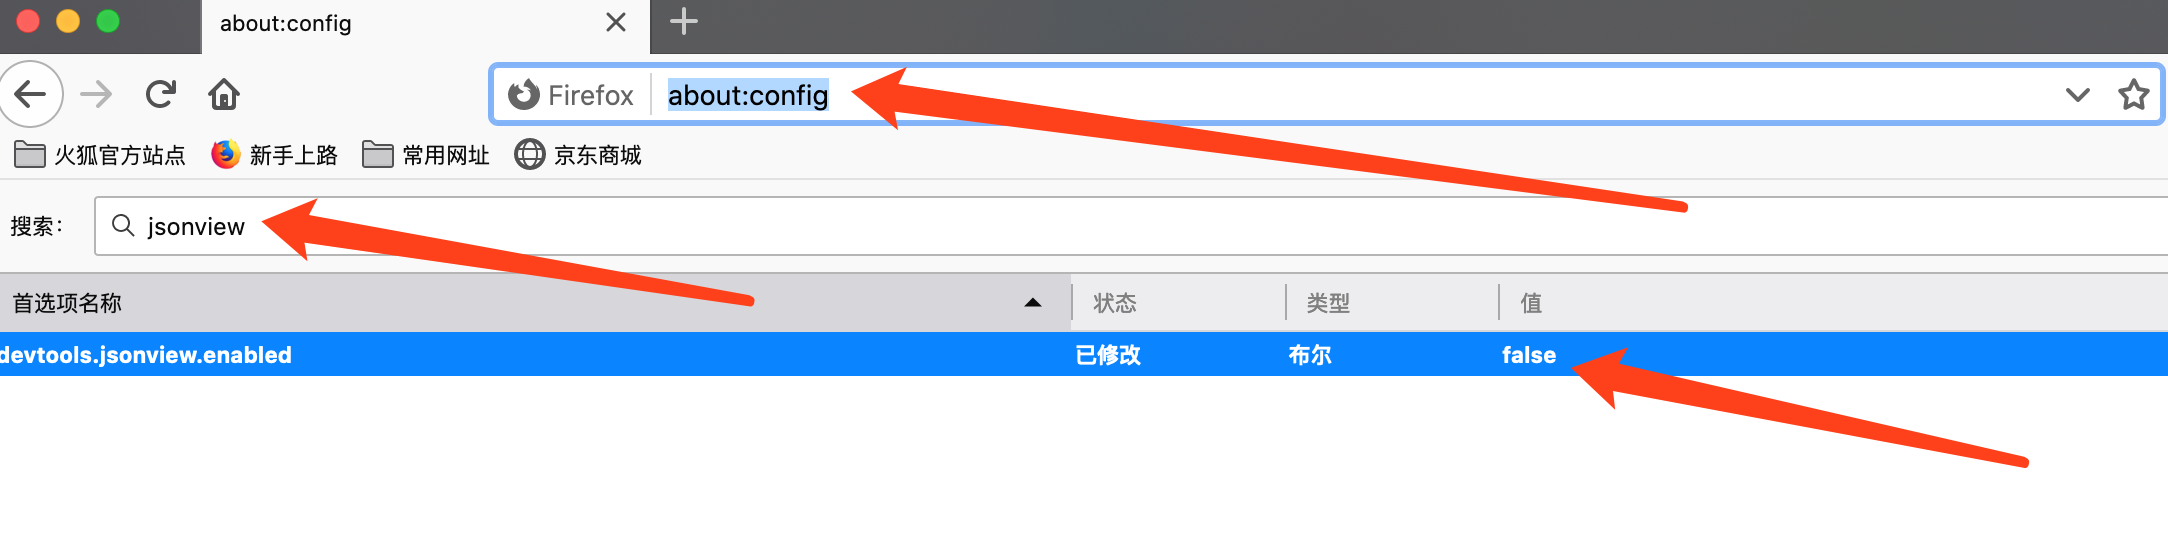 about:config
Firefox about:config
火狐官方站点 新手上路 常用网址 京东商城
搜索： jsonview
首选项名称 状态 类型 值
devtools.jsonview.enabled 已修改 布尔 false